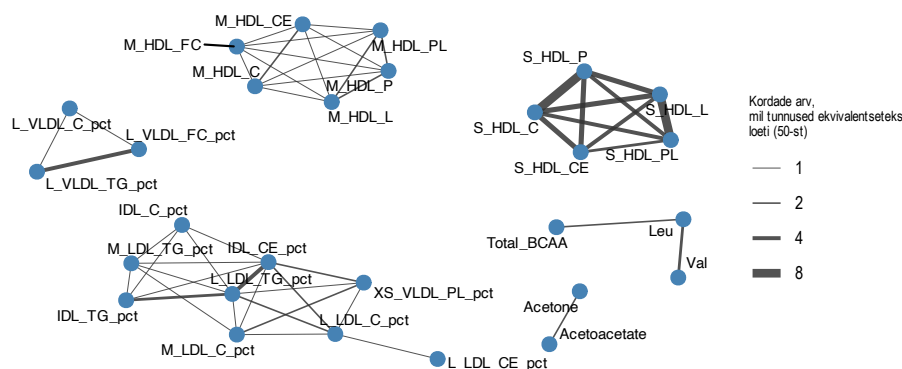 M_HDL_CE
M_HDL_FC
M_HDL_PL
M_HDL_C
M_HDL_P
M_HDL_L
S_HDL_P
S_HDL_L
S_HDL_C
S_HDL_PL
S_HDL_CE
L_VLDL_C_pct
L_VLDL_FC_pct
L_VLDL_TG_pct
IDL_C_pct
M_LDL_TG_pct
IDL_CE_pct
L_LDL_TG_pct
XS_VLDL_PL_pct
IDL_TG_pct
L_LDL_C_pct
M_LDL_C_pct
L_LDL_CE_pct
Total_BCAA
Leu
Val
Acetone
Acetoacetate
Kordade arv,
mil tunnused ekvivalentseteks
loeti (50-st)
1
2
4
8